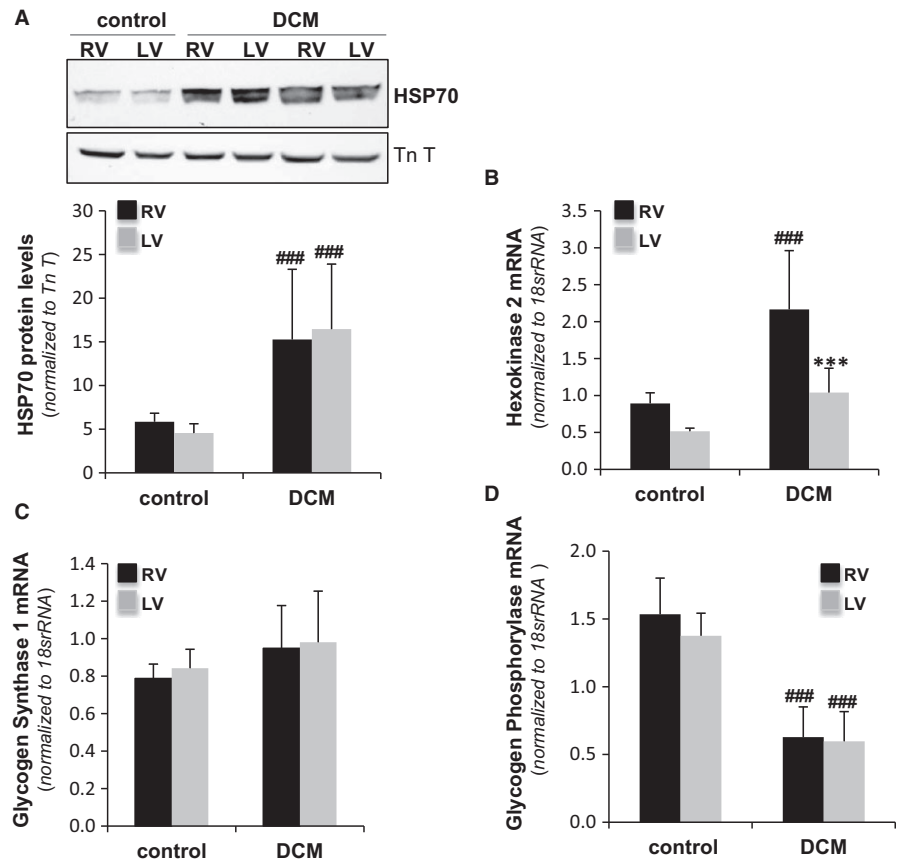 A
control DCM
RV LV RV LV RV LV
HSP70
Tn T
HSP70 protein levels
(normalized to Tn T)
30
25
20
15
10
5
0
RV
LV
### ###
control DCM
B
Hexokinase 2 mRNA
(normalized to 18srRNA)
3.5
3.0
2.5
2.0
1.5
1.0
0.5
0.0
RV
LV
###
***
control DCM
C
Glycogen Synthase 1 mRNA
(normalized to 18srRNA)
1.4
1.2
1.0
0.8
0.6
0.4
0.2
0.0
RV
LV
control DCM
D
Glycogen Phosphorylase mRNA
(normalized to 18srRNA )
2.0
1.5
1.0
0.5
0.0
RV
LV
### ###
control DCM